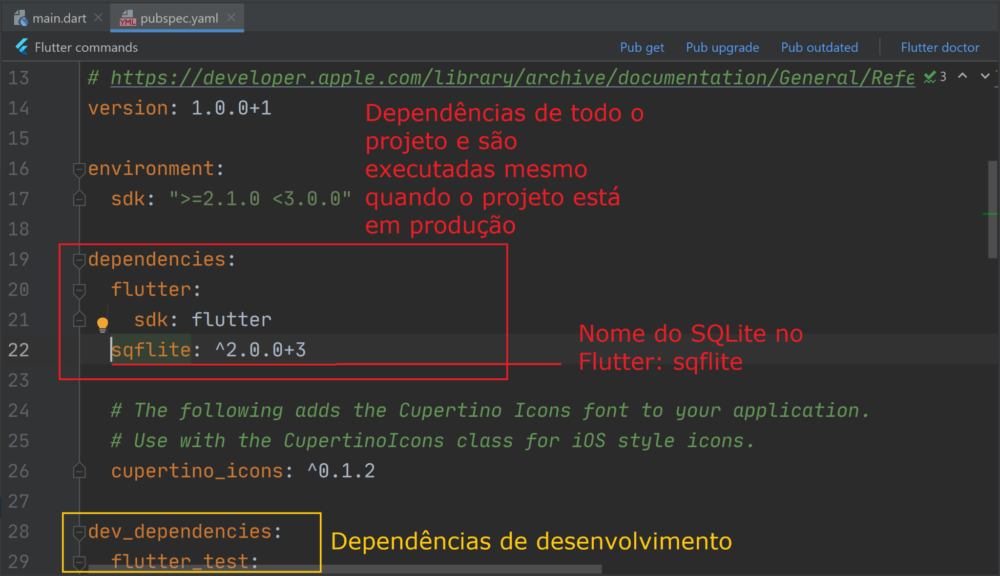 main.dart
YML pubspec.yaml
Flutter commands Pub get Pub upgrade Pub outdated Flutter doctor
13 # https://developer.apple.com/library/archive/documentation/General/Refe 3
14 version: 1.0.0+1
15
16 environment:
17 sdk: ">=2.1.0 <3.0.0"
18
Dependências de todo o
projeto e são
executadas mesmo
quando o projeto está
em produção
19 dependencies:
20 flutter:
21 sdk: flutter
22 sqflite: ^2.0.0+3
Nome do SQLite no
Flutter: sqflite
23
24 # The following adds the Cupertino Icons font to your application.
25 # Use with the CupertinoIcons class for iOS style icons.
26 cupertino_icons: ^0.1.2
27
28 dev_dependencies:
29 flutter_test:
Dependências de desenvolvimento